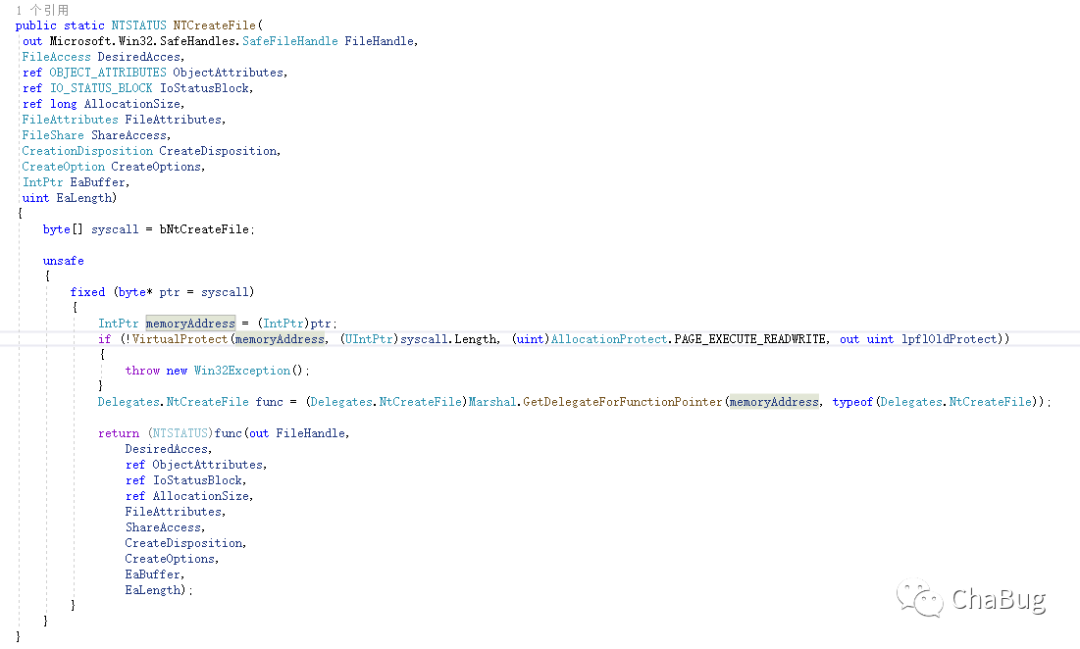 1 个引用
public static NTSTATUS NTCreateFile(
out Microsoft.Win32.SafeHandles.SafeFileHandle FileHandle,
FileAccess DesiredAcces,
ref OBJECT_ATTRIBUTES ObjectAttributes,
ref IO_STATUS_BLOCK IoStatusBlock,
ref long AllocationSize,
FileAttributes FileAttributes,
FileShare ShareAccess,
CreationDisposition CreateDisposition,
CreateOption CreateOptions,
IntPtr EaBuffer,
uint EaLength)
{
byte[] syscall = bNtCreateFile;
unsafe
{
fixed (byte* ptr = syscall)
{
IntPtr memoryAddress = (IntPtr)ptr;
if (!VirtualProtect(memoryAddress, (UIntPtr)syscall.Length, (uint)AllocationProtect.PAGE_EXECUTE_READWRITE, out uint lpflOldProtect))
{
throw new Win32Exception();
}
Delegates.NtCreateFile func = (Delegates.NtCreateFile)Marshal.GetDelegateForFunctionPointer(memoryAddress, typeof(Delegates.NtCreateFile));
return (NTSTATUS)func(out FileHandle,
DesiredAcces,
ref ObjectAttributes,
ref IoStatusBlock,
ref AllocationSize,
FileAttributes,
ShareAccess,
CreateDisposition,
CreateOptions,
EaBuffer,
EaLength);
}
}
}
ChaBug